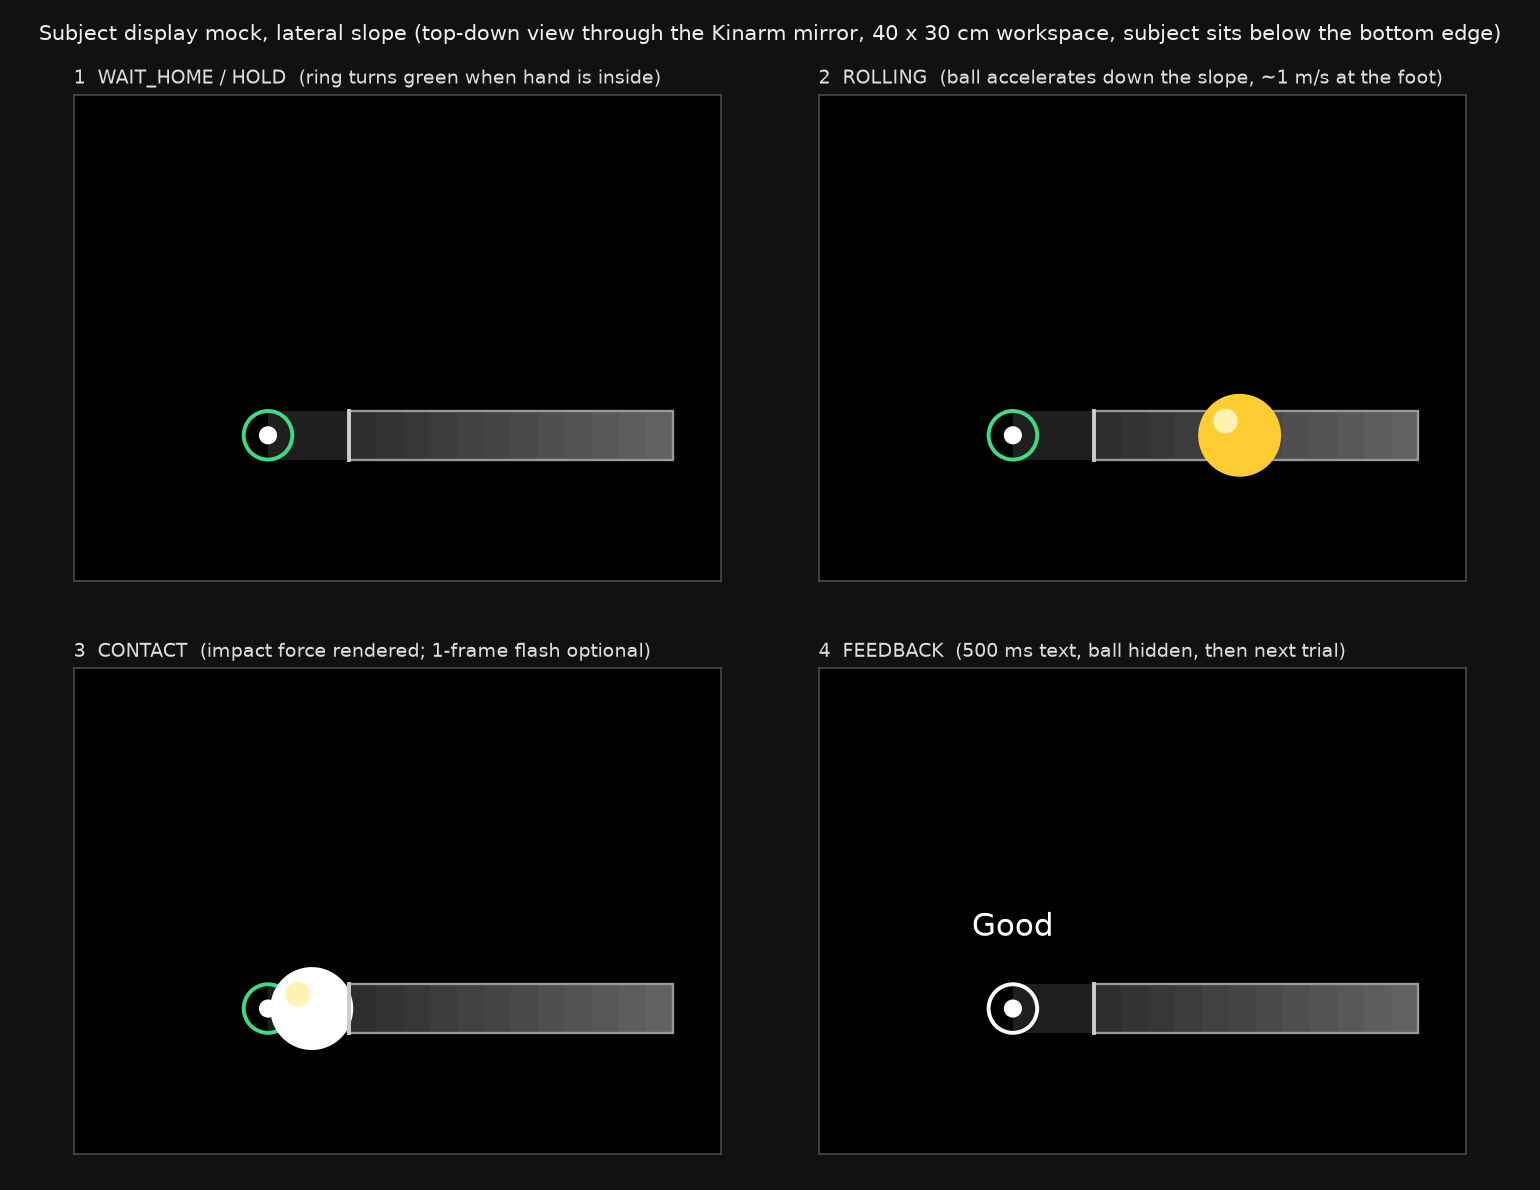 Subject display mock, lateral slope (top-down view through the Kinarm mirror, 40 x 30 cm workspace, subject sits below the bottom edge)
1  WAIT_HOME / HOLD  (ring turns green when hand is inside)
2  ROLLING  (ball accelerates down the slope, ~1 m/s at the foot)
3  CONTACT  (impact force rendered; 1-frame flash optional)
4  FEEDBACK  (500 ms text, ball hidden, then next trial)
Good